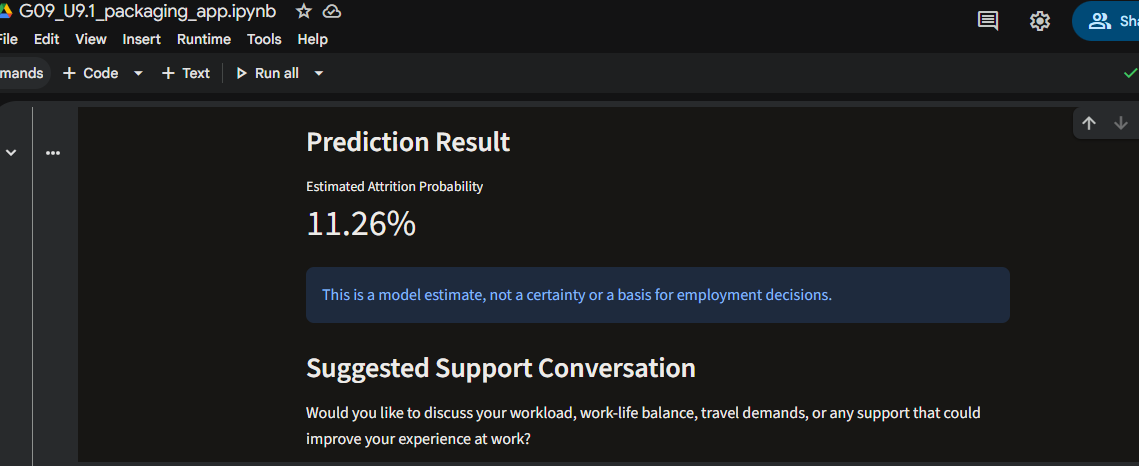 G09_U9.1_packaging_app.ipynb
File Edit View Insert Runtime Tools Help
+ Code + Text Run all
Prediction Result
Estimated Attrition Probability
11.26%
This is a model estimate, not a certainty or a basis for employment decisions.
Suggested Support Conversation
Would you like to discuss your workload, work-life balance, travel demands, or any support that could
improve your experience at work?